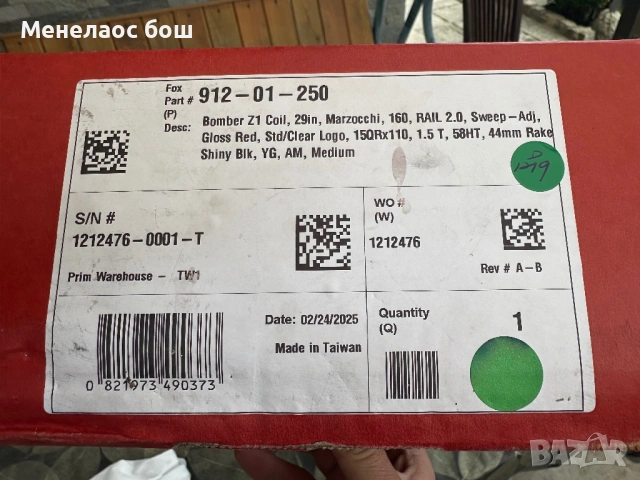 Менелаос бош
Fox
Part # 912-01-250
(P)
Desc: Bomber Z1 Coil, 29in, Marzocchi, 160, RAIL 2.0, Sweep-Adj,
Gloss Red, Std/Clear Logo, 15QRx110, 1.5 T, 58HT, 44mm Rake
Shiny Blk, YG, AM, Medium
1279
S/N #
1212476-0001-T
Prim Warehouse - TW1
WO #
(W)
1212476
Rev # A-B
Date: 02/24/2025
Made in Taiwan
0 821973 490373
Quantity
(Q)
1
BAZAR